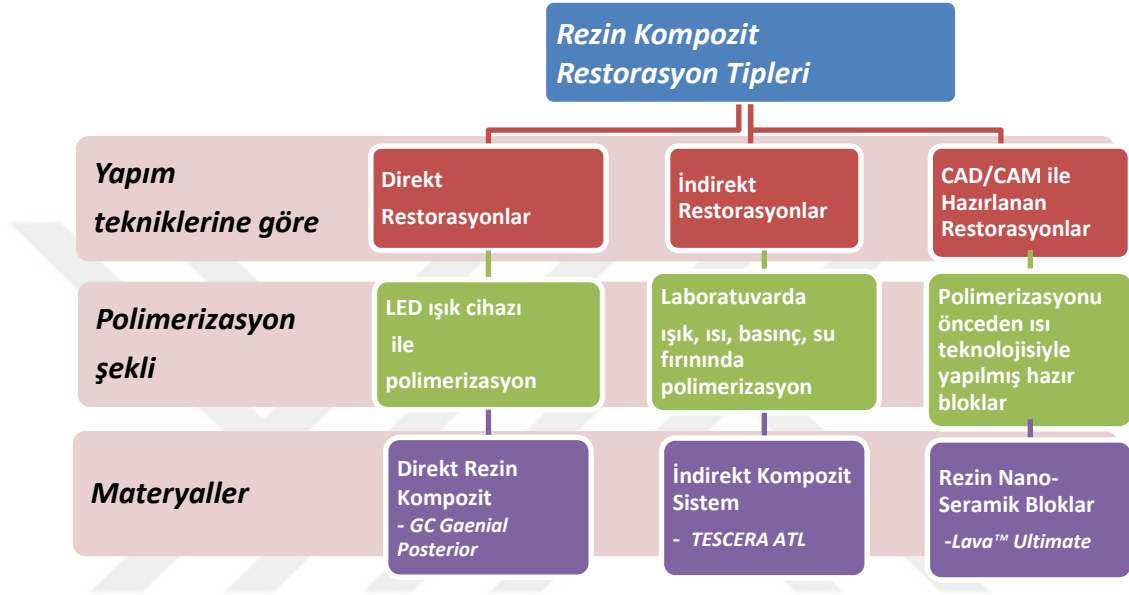 Rezin Kompozit
Restorasyon Tipleri
Yapım
tekniklerine göre
Direkt
Restorasyonlar
İndirekt
Restorasyonlar
CAD/CAM ile
Hazırlanan
Restorasyonlar
Polimerizasyon
şekli
LED ışık cihazı
ile
polimerizasyon
Laboratuvarda
ışık, ısı, basınç, su
fırınında
polimerizasyon
Polimerizasyonu
önceden ısı
teknolojisiyle
yapılmış hazır
bloklar
Materyaller
Direkt Rezin
Kompozit
- GC Gaenial
Posterior
İndirekt Kompozit
Sistem
- TESCERA ATL
Rezin Nano-
Seramik Bloklar
-Lava™ Ultimate